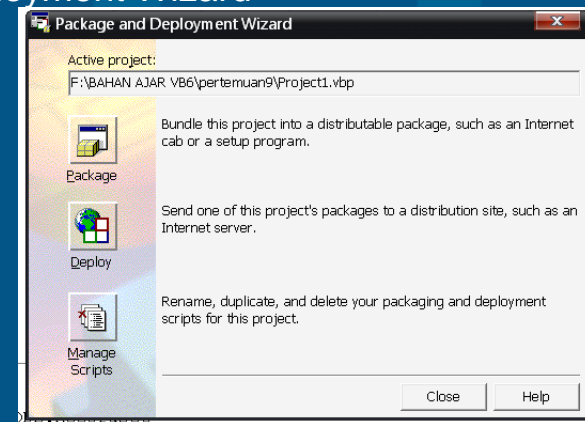 Package and Deployment Wizard
Active project:
F:\BAHAN AJAR VB6\pertemuan9\Project1.vbp
Bundle this project into a distributable package, such as an Internet
cab or a setup program.
Package
Send one of this project's packages to a distribution site, such as an
Internet server.
Deploy
Rename, duplicate, and delete your packaging and deployment
scripts for this project.
Manage
Scripts
Close
Help